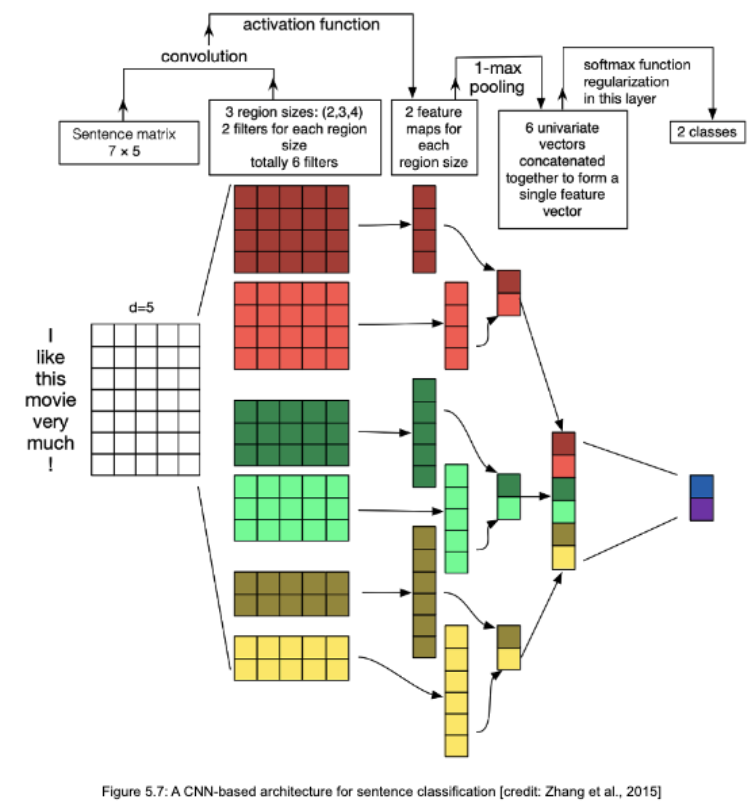 activation function
convolution
1-max
pooling
softmax function
regularization
in this layer
Sentence matrix
7 × 5
3 region sizes: (2,3,4)
2 filters for each region
size
totally 6 filters
2 feature
maps for
each
region size
6 univariate
vectors
concatenated
together to form a
single feature
vector
2 classes
d=5
I
like
this
movie
very
much
!
Figure 5.7: A CNN-based architecture for sentence classification [credit: Zhang et al., 2015]